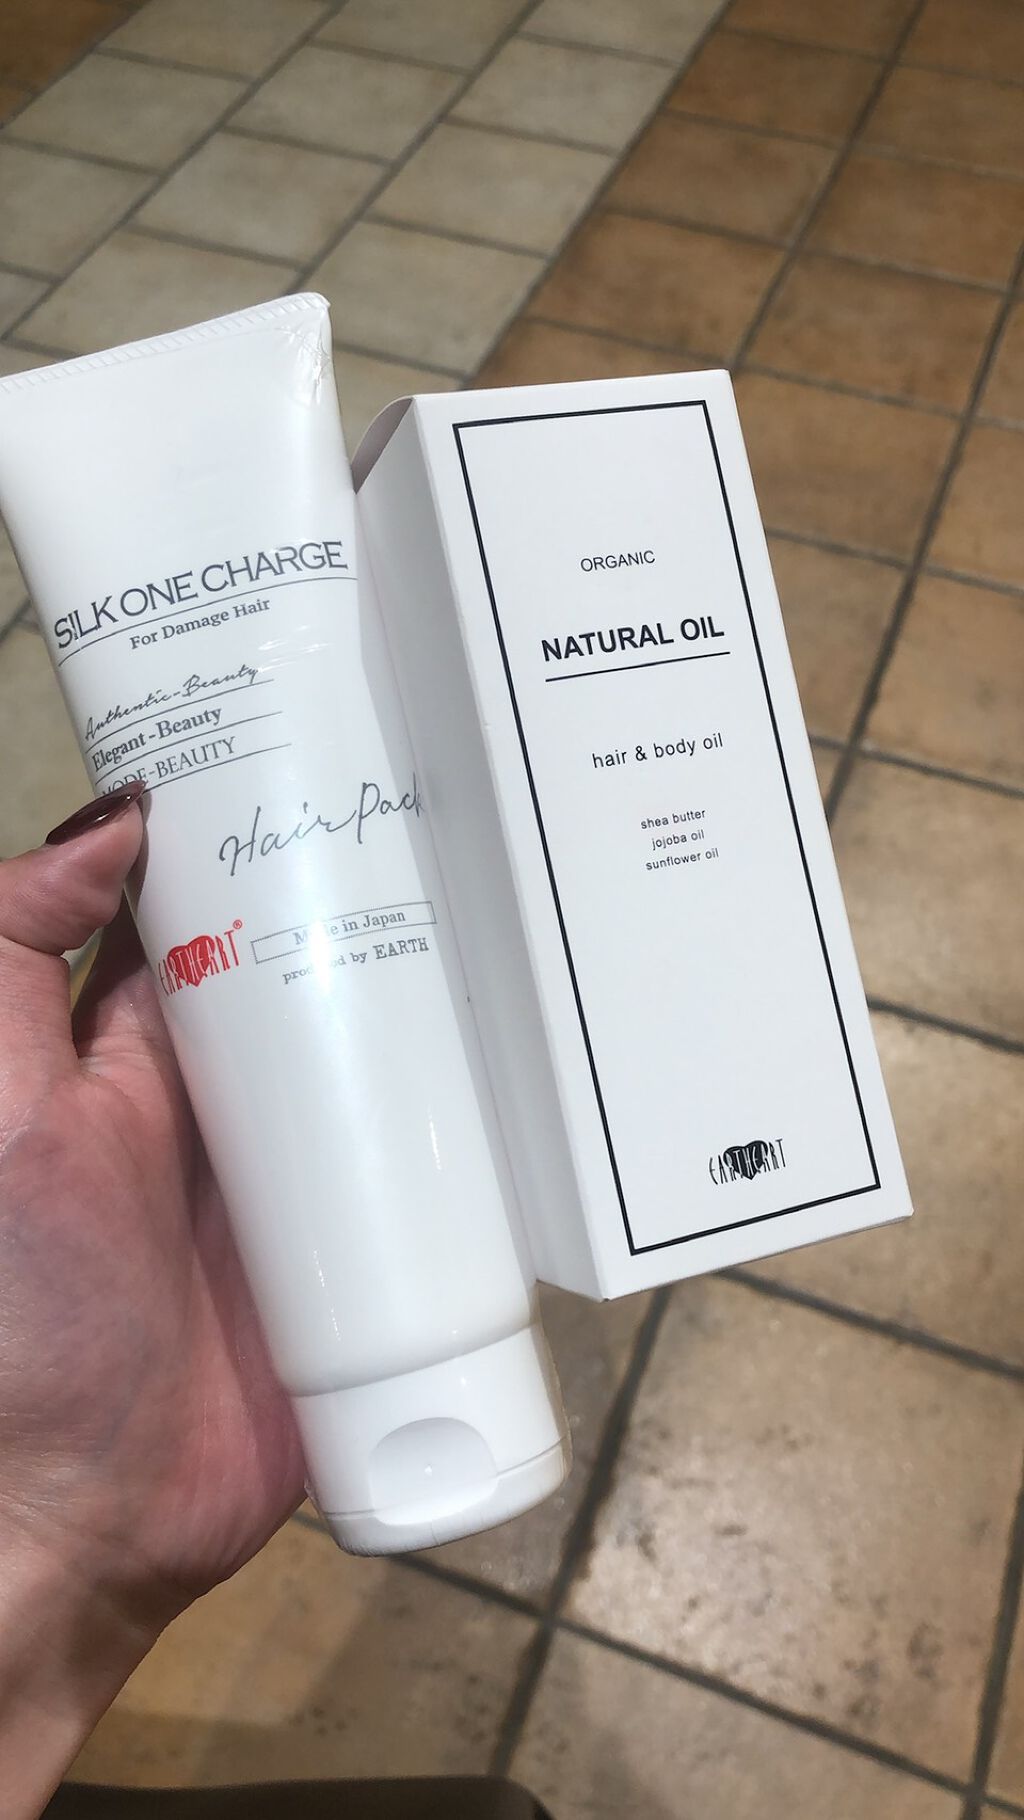 SILK ONE CHARGE
For Damage Hair
Authentic-Beauty
Elegant-Beauty
MODE-BEAUTY
Hair Pack
EARTHEART®
Made in Japan
produced by EARTH
ORGANIC
NATURAL OIL
hair & body oil
shea butter
jojoba oil
sunflower oil
EARTHEART